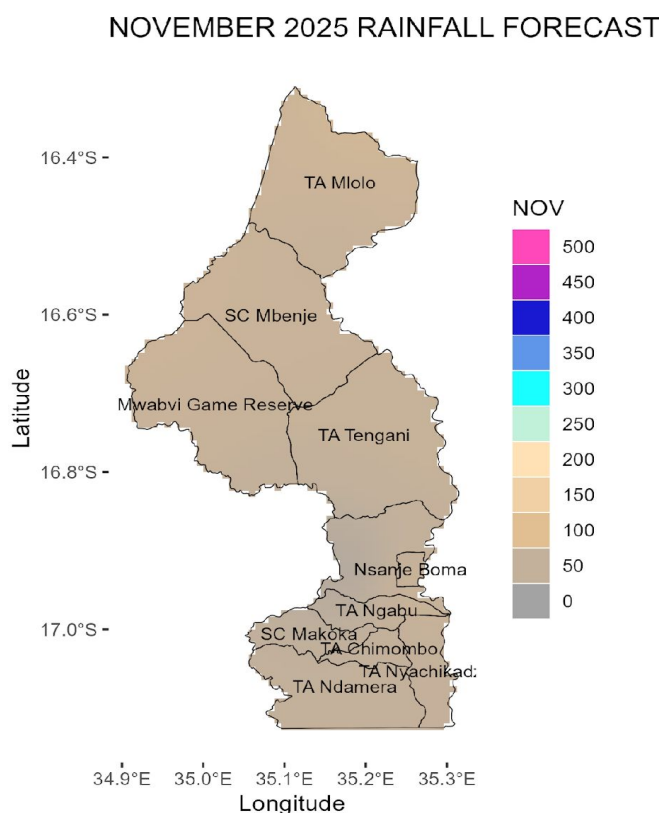 NOVEMBER 2025 RAINFALL FORECAST
16.4°S
16.6°S
16.8°S
17.0°S
Latitude
TA Mlolo
SC Mbenje
Mwabvi Game Reserve
TA Tengani
Nsanje Boma
TA Ngabu
SC Makoka
TA Chimombo
TA Nyachikadz
TA Ndamera
34.9°E 35.0°E 35.1°E 35.2°E 35.3°E
Longitude
NOV
500
450
400
350
300
250
200
150
100
50
0